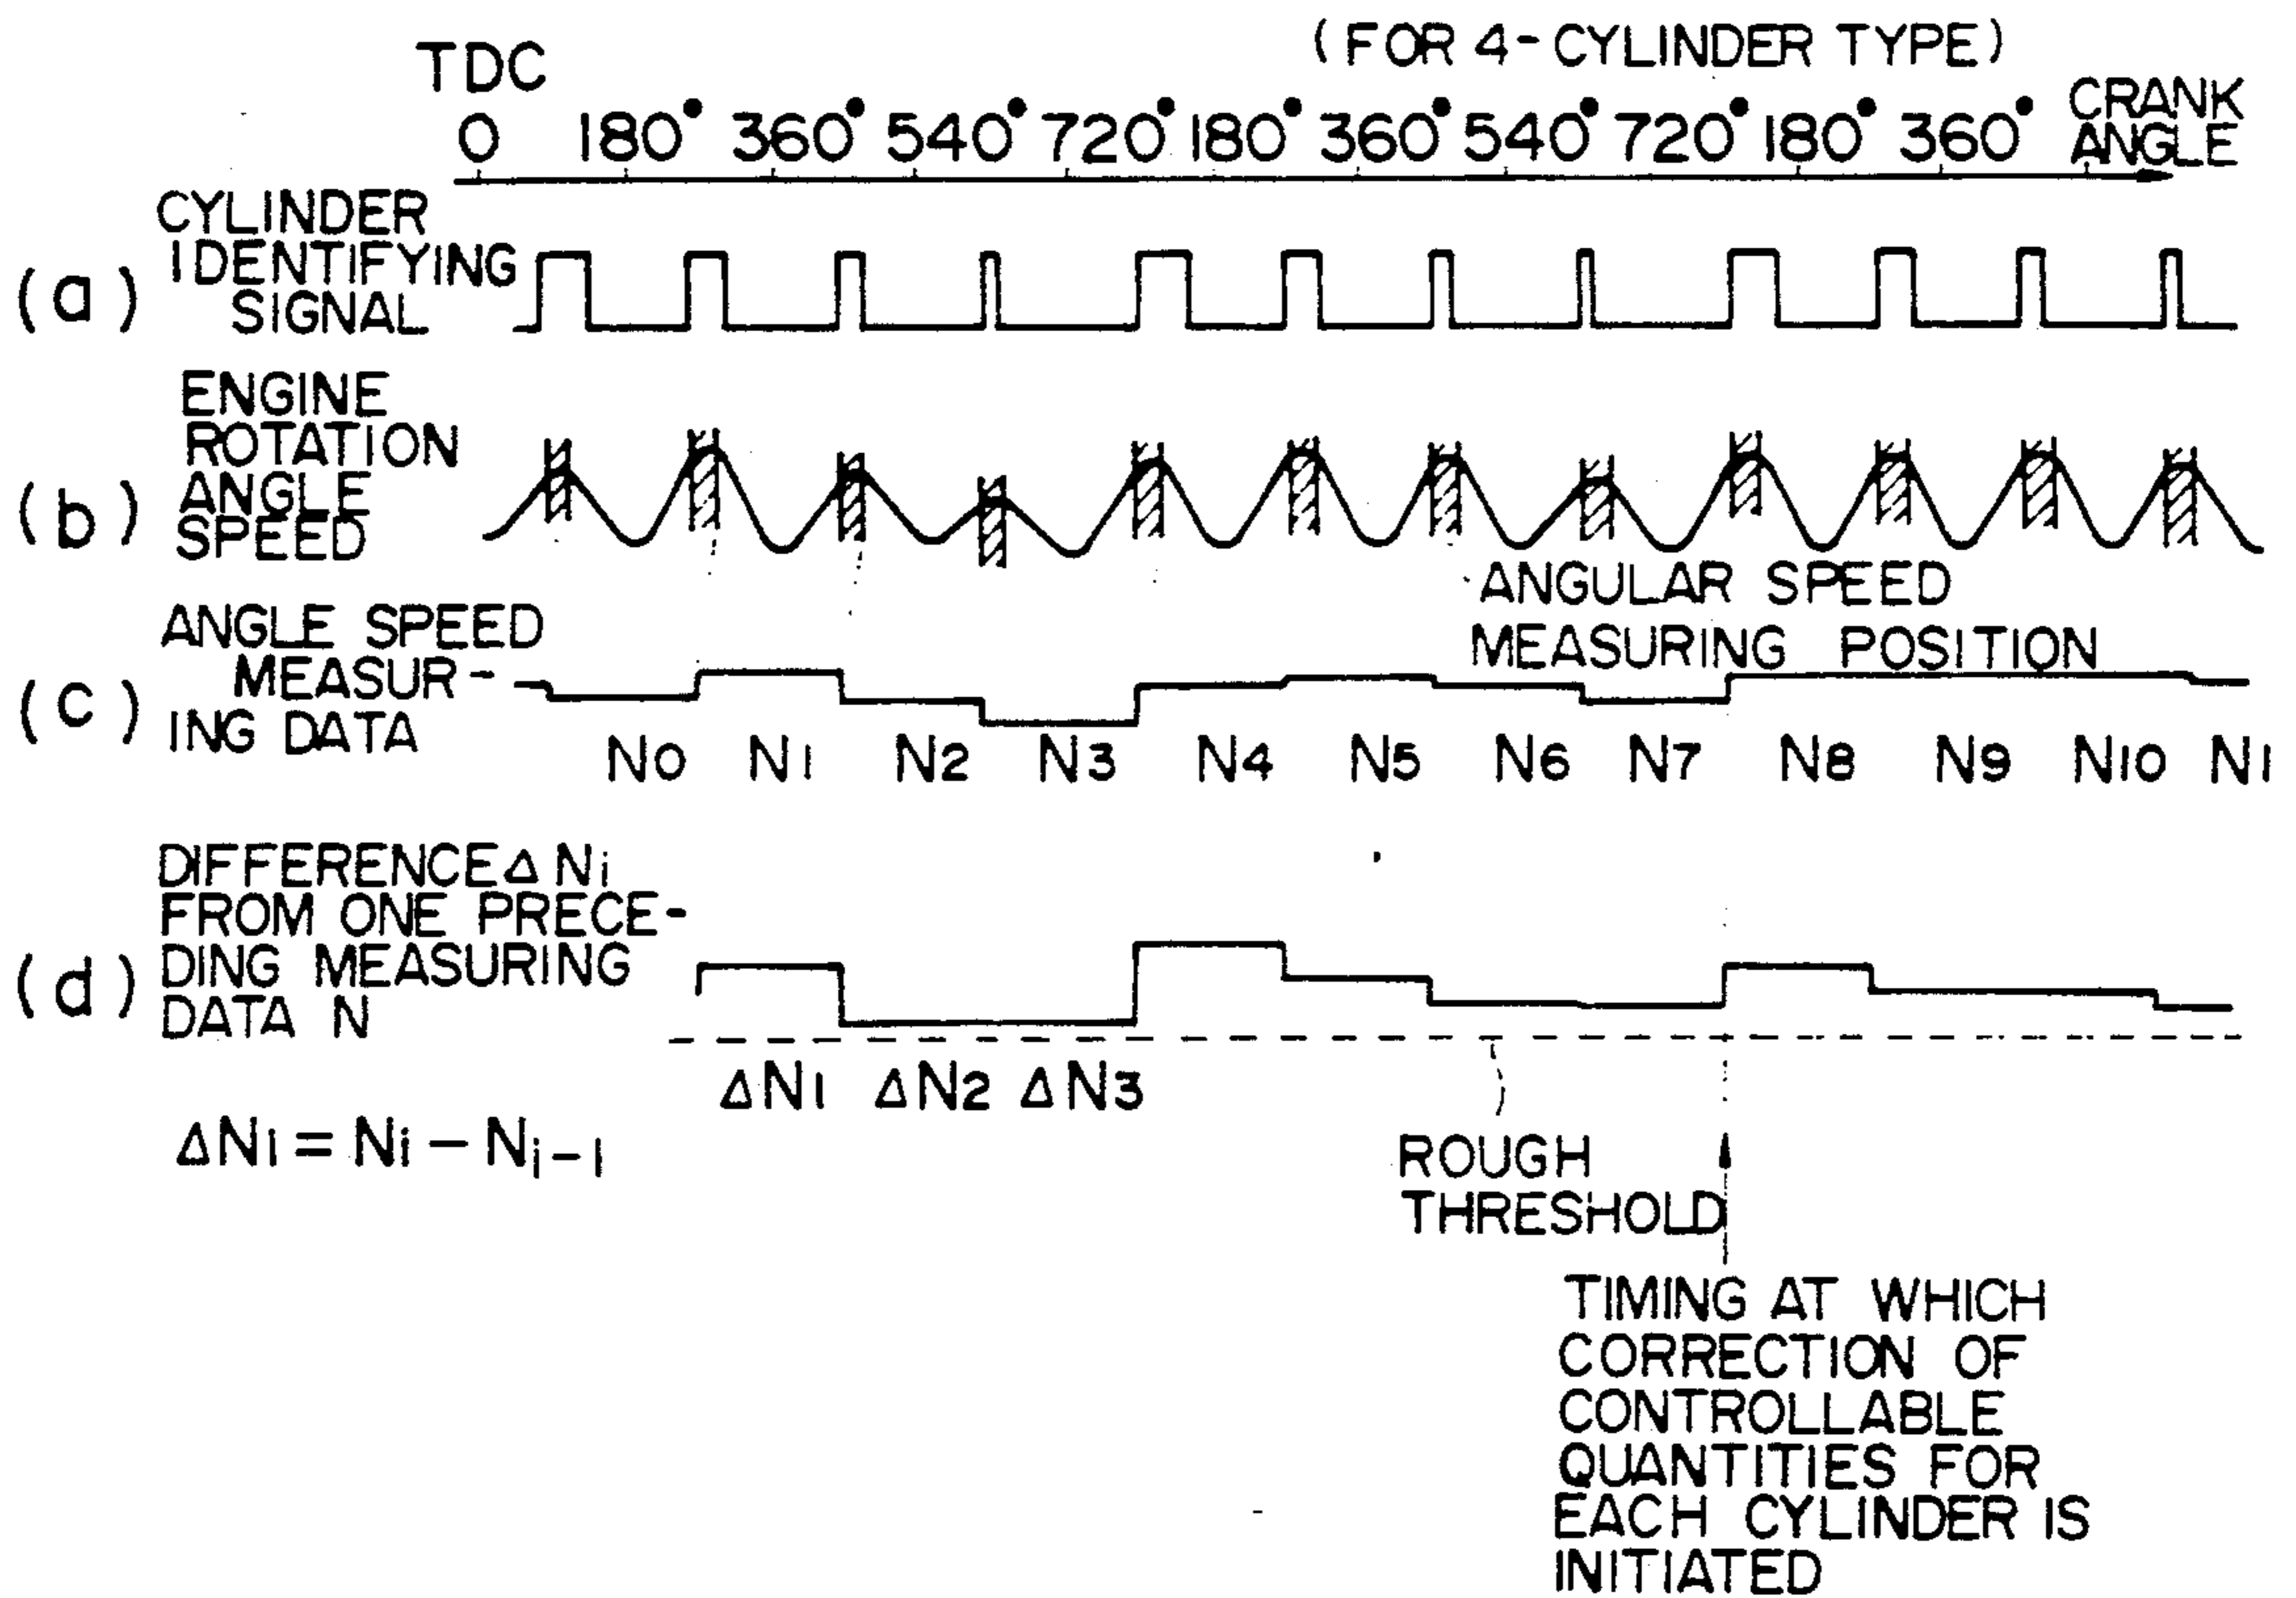 (FOR 4-CYLINDER TYPE)
TDC
0 180° 360° 540° 720° 180° 360° 540° 720° 180° 360° CRANK ANGLE
(a) CYLINDER
IDENTIFYING
SIGNAL
(b) ENGINE
ROTATION
ANGLE
SPEED
ANGULAR SPEED
MEASURING POSITION
(c) ANGLE SPEED
MEASUR-
ING DATA
N0 N1 N2 N3 N4 N5 N6 N7 N8 N9 N10 N1
(d) DIFFERENCE Δ Ni
FROM ONE PRECE-
DING MEASURING
DATA N
ΔN1 ΔN2 ΔN3
ΔNi = Ni - Ni-1
ROUGH
THRESHOLD
TIMING AT WHICH
CORRECTION OF
CONTROLLABLE
QUANTITIES FOR
EACH CYLINDER IS
INITIATED